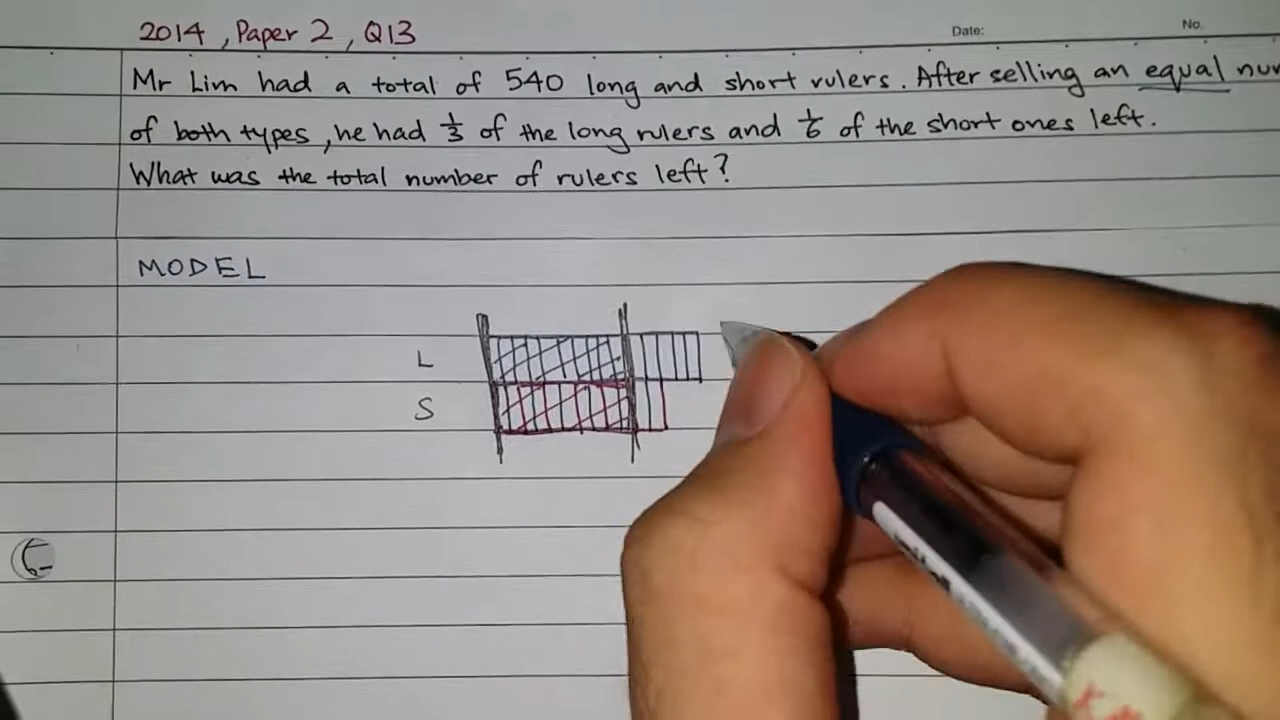 2014, Paper 2, Q13
Date:
No.
Mr Lim had a total of 540 long and short rulers. After selling an equal
of both types, he had 1/3 of the long rulers and 1/6 of the short ones left.
What was the total number of rulers left?
MODEL
L
S